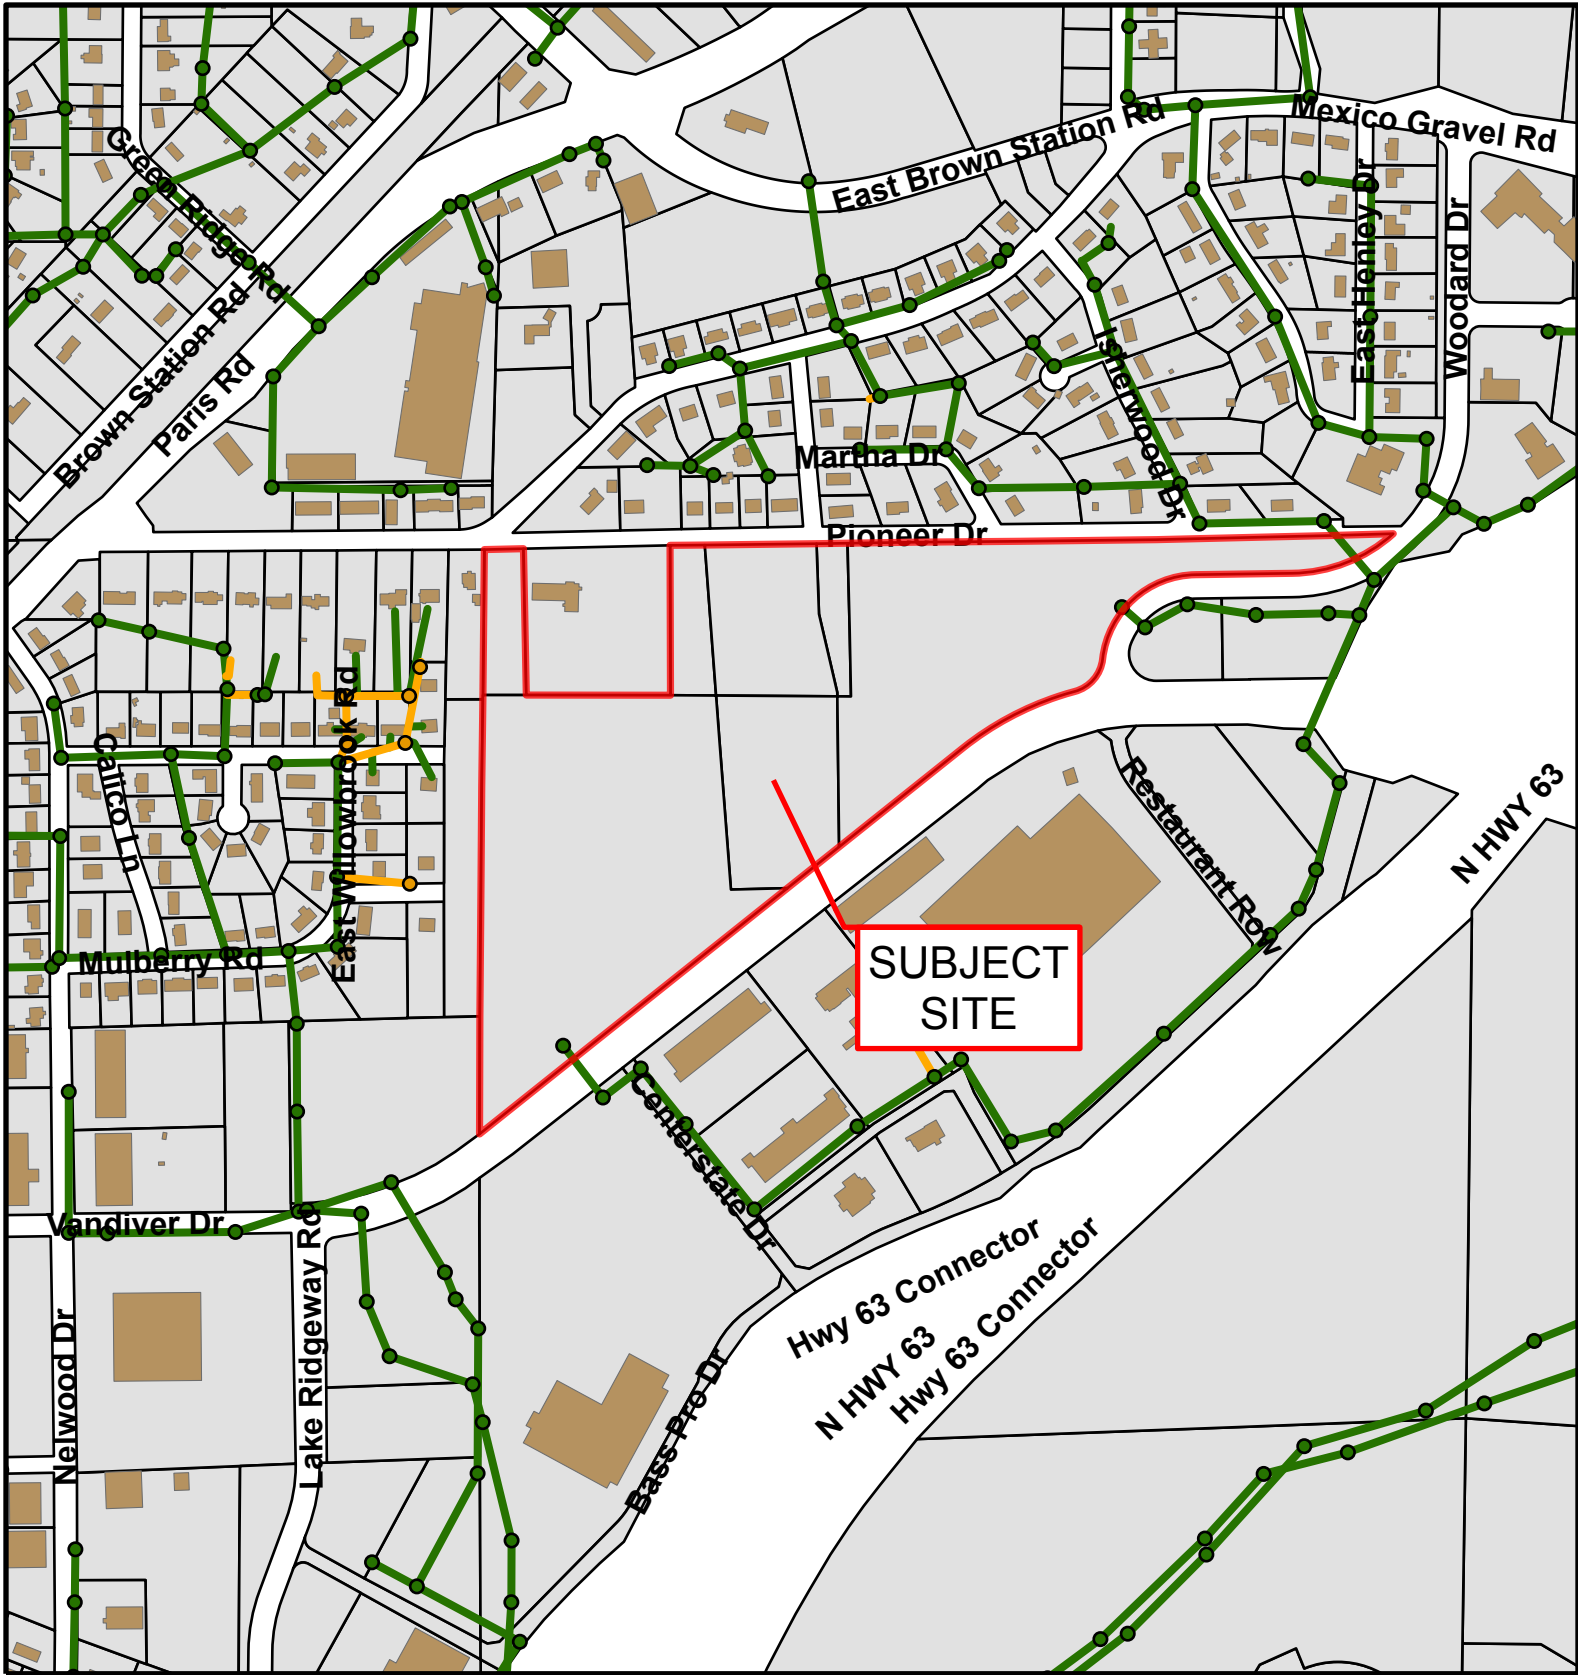 Mexico Gravel Rd
East Brown Station Rd
Green Ridge Rd
East Henley Dr
Woodard Dr
Brown Station Rd
Paris Rd
Isherwood Dr
Martha Dr
Pioneer Dr
East Willowbrook Rd
Calico Ln
Restaurant Row
N HWY 63
Mulberry Rd
SUBJECT
SITE
Centerstate Dr
Vandiver Dr
Lake Ridgeway Rd
Nelwood Dr
Hwy 63 Connector
N HWY 63
Hwy 63 Connector
Bass Pro Dr